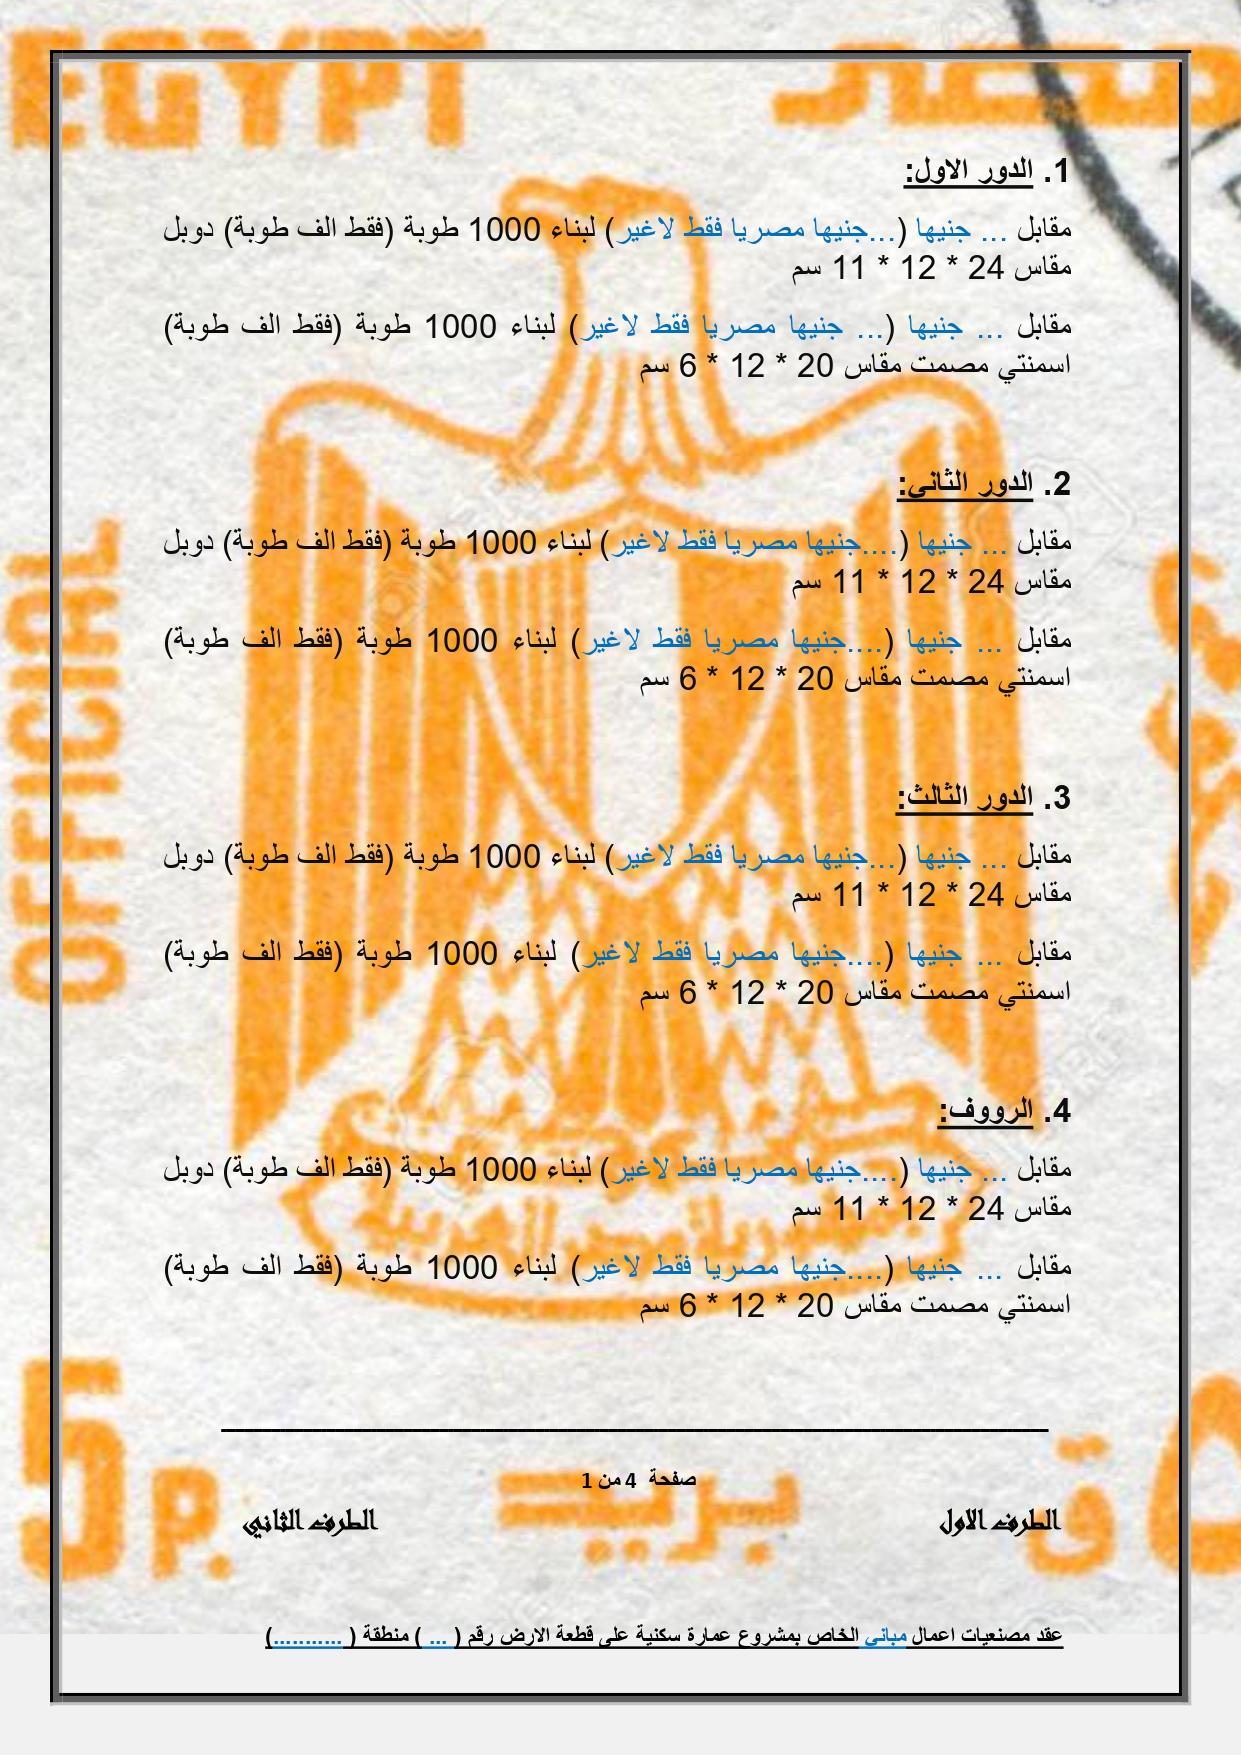 EGYPT
مصر
1. الدور الاول:
مقابل ... جنيها (...جنيها مصريا فقط لاغير) لبناء 1000 طوبة (فقط الف طوبة) دوبل
مقاس 24 * 12 * 11 سم
مقابل ... جنيها (... جنيها مصريا فقط لاغير) لبناء 1000 طوبة (فقط الف طوبة)
اسمنتي مصمت مقاس 20 * 12 * 6 سم
2. الدور الثاني:
مقابل ... جنيها (....جنيها مصريا فقط لاغير) لبناء 1000 طوبة (فقط الف طوبة) دوبل
مقاس 24 * 12 * 11 سم
مقابل ... جنيها (....جنيها مصريا فقط لاغير) لبناء 1000 طوبة (فقط الف طوبة)
اسمنتي مصمت مقاس 20 * 12 * 6 سم
OFFICIAL
3. الدور الثالث:
مقابل ... جنيها (...جنيها مصريا فقط لاغير) لبناء 1000 طوبة (فقط الف طوبة) دوبل
مقاس 24 * 12 * 11 سم
مقابل ... جنيها (....جنيها مصريا فقط لاغير) لبناء 1000 طوبة (فقط الف طوبة)
اسمنتي مصمت مقاس 20 * 12 * 6 سم
4. الرووف:
مقابل ... جنيها (....جنيها مصريا فقط لاغير) لبناء 1000 طوبة (فقط الف طوبة) دوبل
مقاس 24 * 12 * 11 سم
مقابل ... جنيها (....جنيها مصريا فقط لاغير) لبناء 1000 طوبة (فقط الف طوبة)
اسمنتي مصمت مقاس 20 * 12 * 6 سم
صفحة 4 من 1
الطرف الاول الطرف الثاني
5 P. بريد ٥ ق
عقد مصنعيات اعمال مباني الخاص بمشروع عمارة سكنية على قطعة الارض رقم ( ... ) منطقة ( ...........)